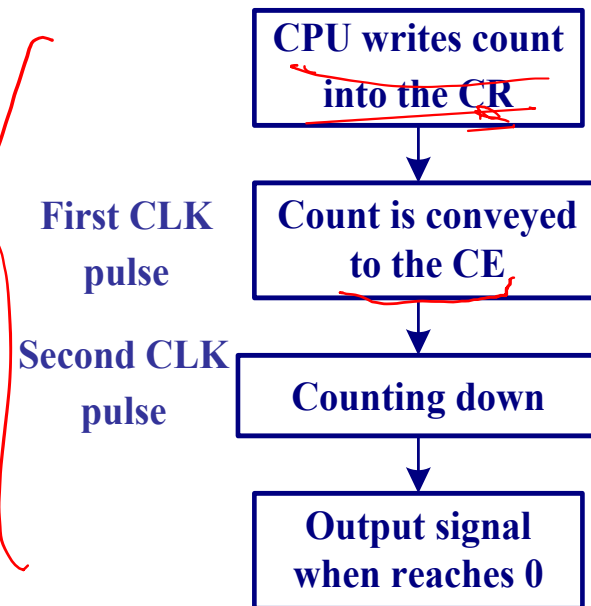 CPU writes count
into the CR
First CLK
pulse
Count is conveyed
to the CE
Second CLK
pulse
Counting down
Output signal
when reaches 0